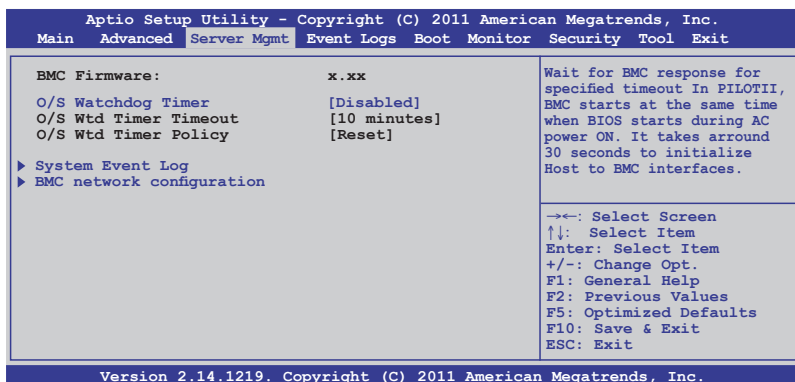 Aptio Setup Utility - Copyright (C) 2011 American Megatrends, Inc.
Main Advanced Server Mgmt Event Logs Boot Monitor Security Tool Exit
BMC Firmware: x.xx
O/S Watchdog Timer [Disabled]
O/S Wtd Timer Timeout [10 minutes]
O/S Wtd Timer Policy [Reset]
▶ System Event Log
▶ BMC network configuration
Wait for BMC response for
specified timeout In PILOTII,
BMC starts at the same time
when BIOS starts during AC
power ON. It takes arround
30 seconds to initialize
Host to BMC interfaces.
→←: Select Screen
↑↓: Select Item
Enter: Select Item
+/-: Change Opt.
F1: General Help
F2: Previous Values
F5: Optimized Defaults
F10: Save & Exit
ESC: Exit
Version 2.14.1219. Copyright (C) 2011 American Megatrends, Inc.